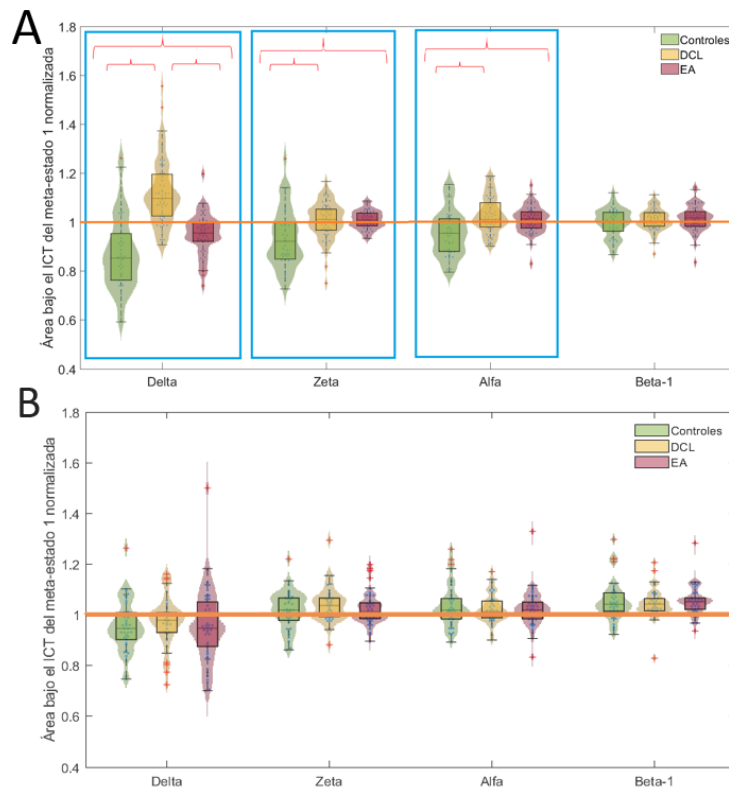 A
Área bajo el ICT del meta-estado 1 normalizada
1.8
1.6
1.4
1.2
1
0.8
0.6
0.4
Controles
DCL
EA
Delta
Zeta
Alfa
Beta-1
B
Área bajo el ICT del meta-estado 1 normalizada
1.8
1.6
1.4
1.2
1
0.8
0.6
0.4
Controles
DCL
EA
Delta
Zeta
Alfa
Beta-1